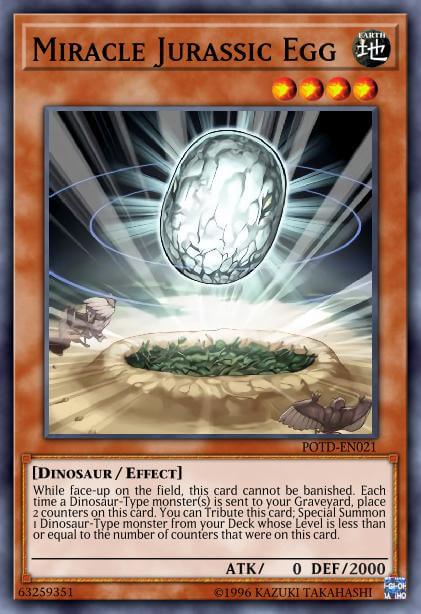 MIRACLE JURASSIC EGG
EARTH
地
POTD-EN021
[DINOSAUR / EFFECT]
While face-up on the field, this card cannot be banished. Each
time a Dinosaur-Type monster(s) is sent to your Graveyard, place
2 counters on this card. You can Tribute this card; Special Summon
1 Dinosaur-Type monster from your Deck whose Level is less than
or equal to the number of counters that were on this card.
ATK/ 0 DEF/2000
63259351
©1996 KAZUKI TAKAHASHI